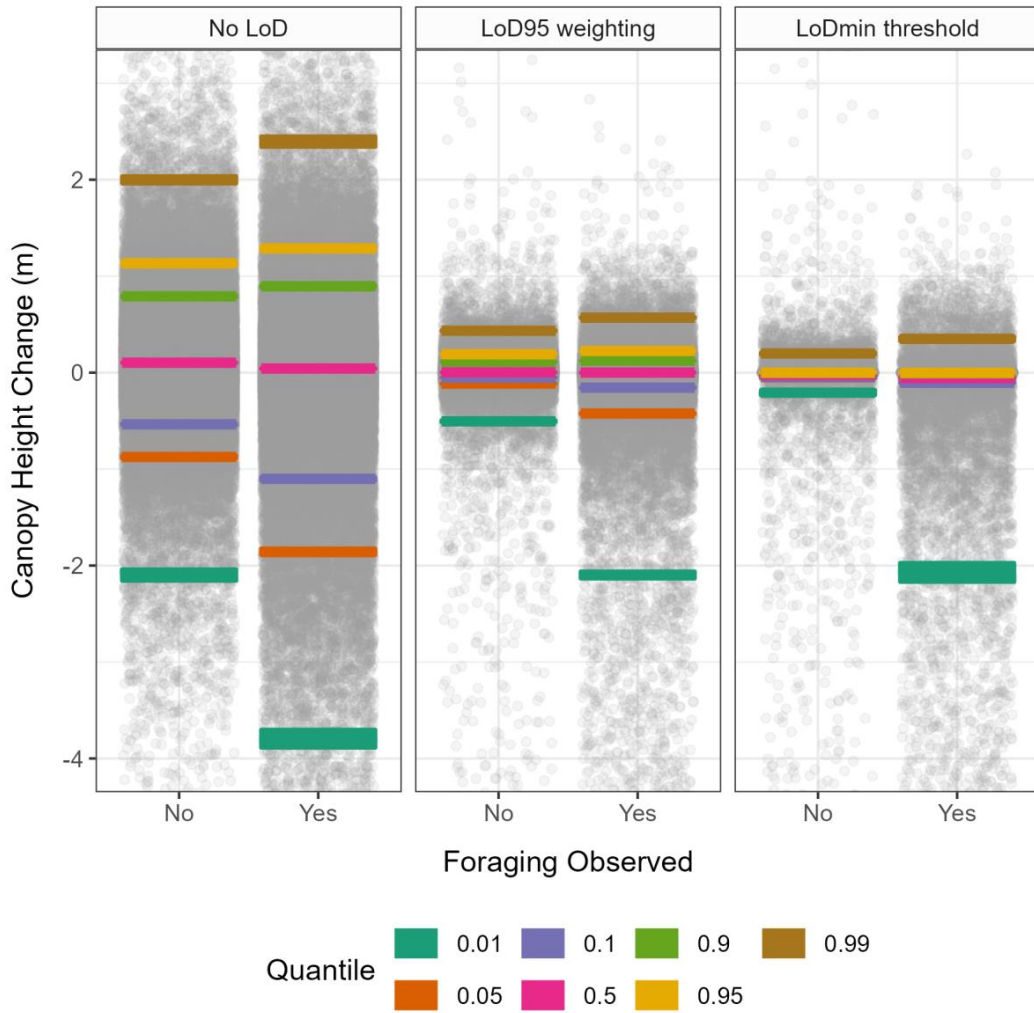 No LoD
LoD95 weighting
LoDmin threshold
Canopy Height Change (m)
2
0
-2
-4
No
Yes
No
Yes
No
Yes
Foraging Observed
Quantile
0.01
0.1
0.9
0.99
0.05
0.5
0.95